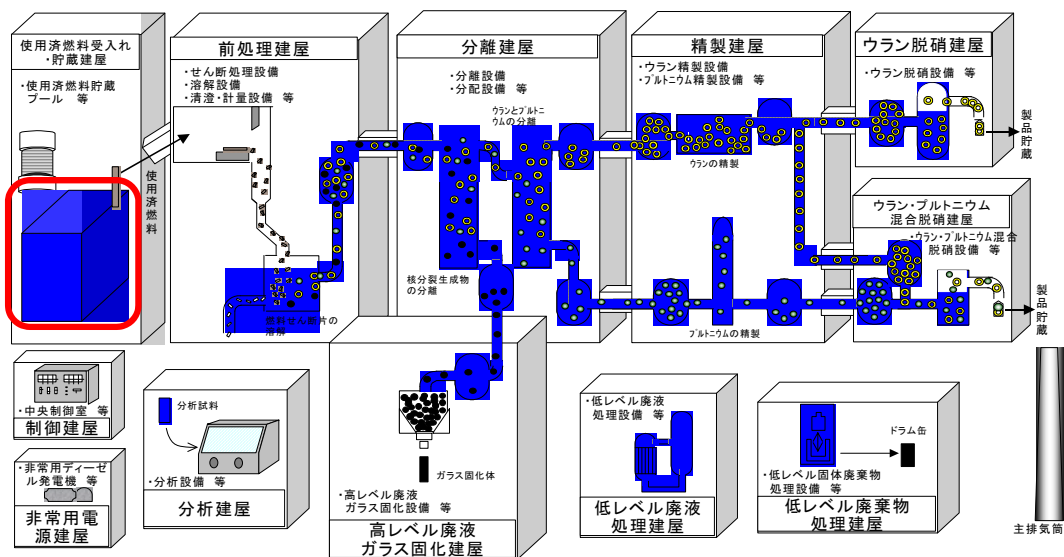 使用済燃料受入れ
・貯蔵建屋
・使用済燃料貯蔵
プール 等
使用済燃料
前処理建屋
・せん断処理設備
・溶解設備
・清澄・計量設備 等
燃料せん断片の
溶解
分離建屋
・分離設備
・分配設備 等
ウランとプルトニ
ウムの分離
核分裂生成物
の分離
精製建屋
・ウラン精製設備
・プルトニウム精製設備 等
ウランの精製
プルトニウムの精製
ウラン脱硝建屋
・ウラン脱硝設備 等
製品貯蔵
ウラン・プルトニウム
混合脱硝建屋
・ウラン・プルトニウム混合
脱硝設備 等
製品貯蔵
・中央制御室 等
制御建屋
・非常用ディーゼ
ル発電機 等
非常用電
源建屋
分析試料
・分析設備 等
分析建屋
ガラス固化体
・高レベル廃液
ガラス固化設備 等
高レベル廃液
ガラス固化建屋
・低レベル廃液
処理設備 等
低レベル廃液
処理建屋
ドラム缶
・低レベル固体廃棄物
処理設備 等
低レベル廃棄物
処理建屋
主排気筒